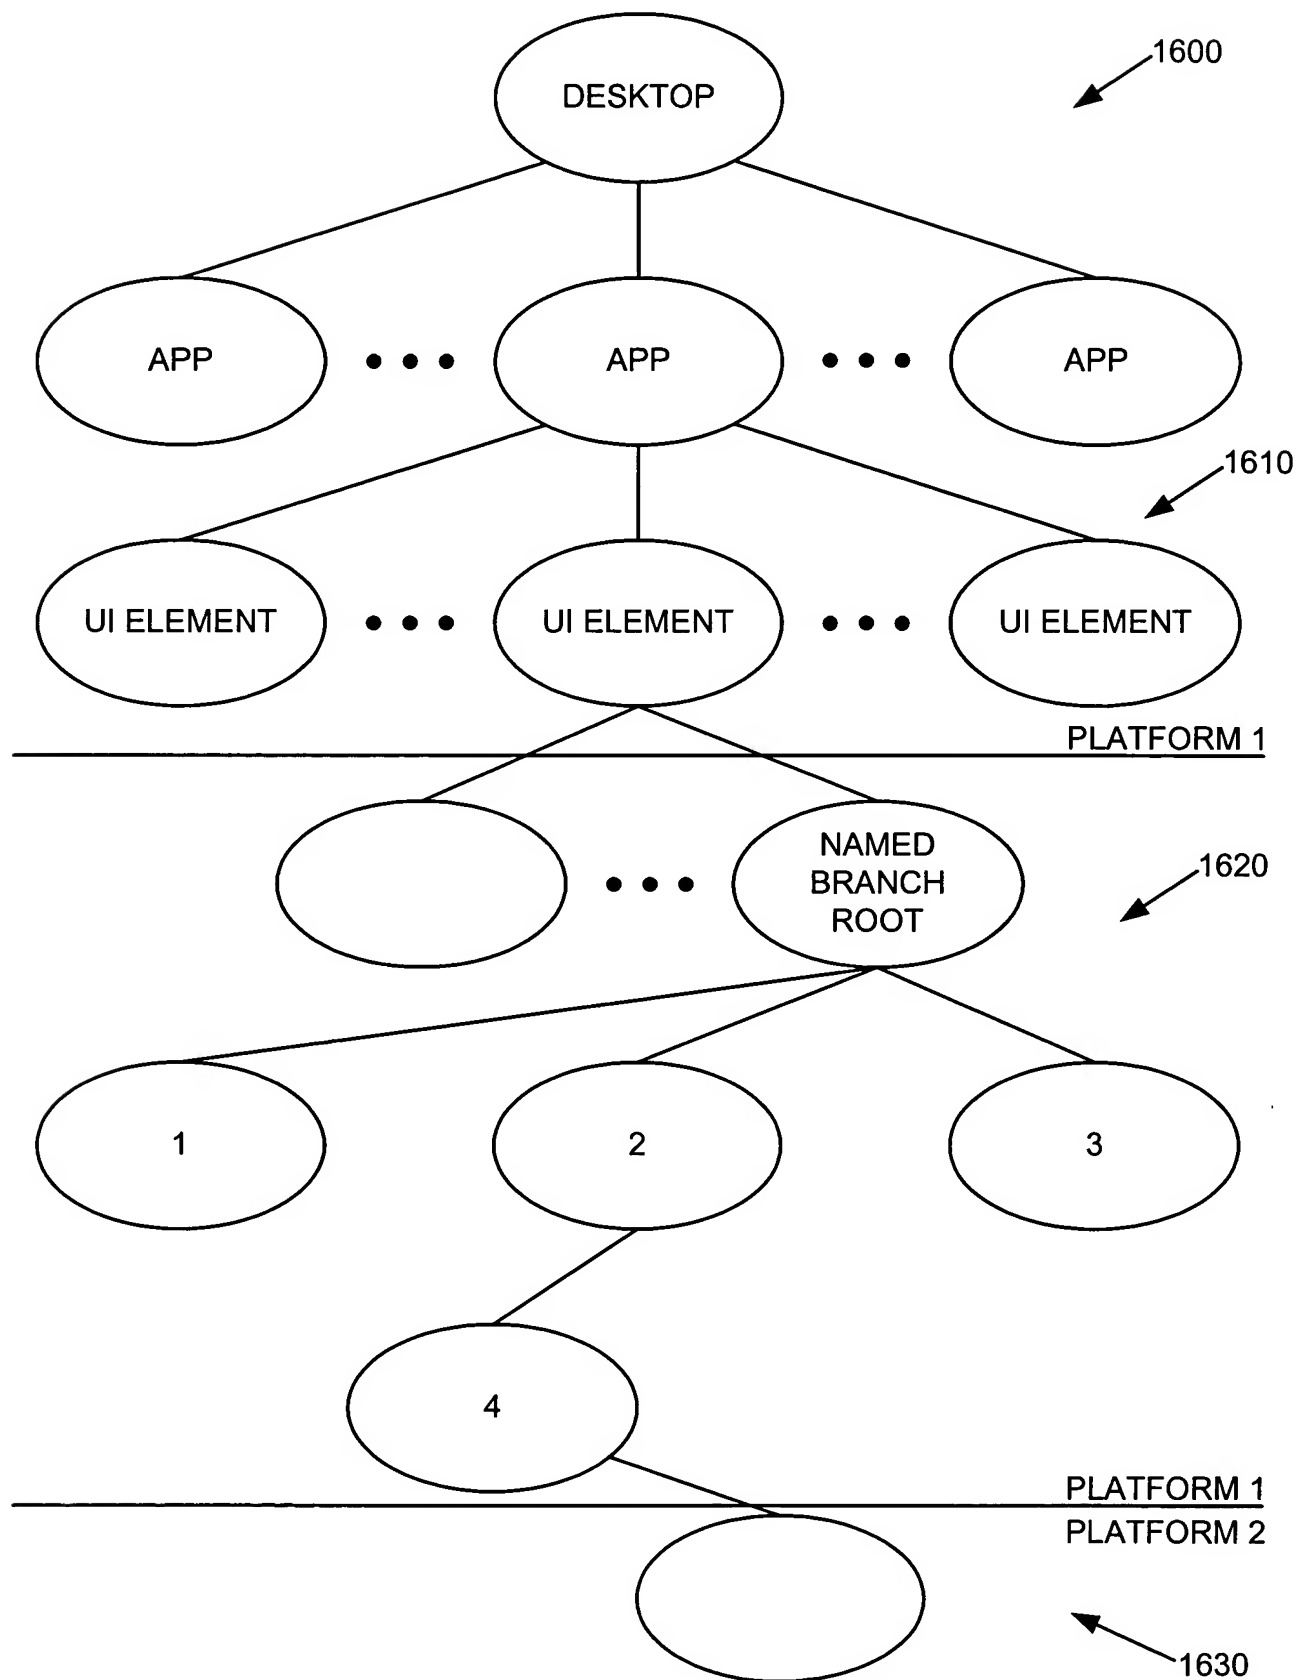 1600
DESKTOP
APP
APP
APP
1610
UI ELEMENT
UI ELEMENT
UI ELEMENT
PLATFORM 1
NAMED
BRANCH
ROOT
1620
1
2
3
4
PLATFORM 1
PLATFORM 2
1630